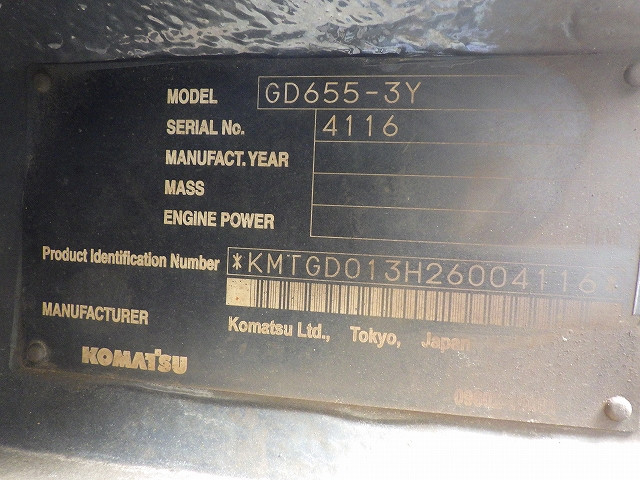 MODEL GD655-3Y
SERIAL No. 4116
MANUFACT.YEAR
MASS
ENGINE POWER
Product Identification Number *KMTGD013H26004116
MANUFACTURER Komatsu Ltd., Tokyo, Japan
KOMATSU